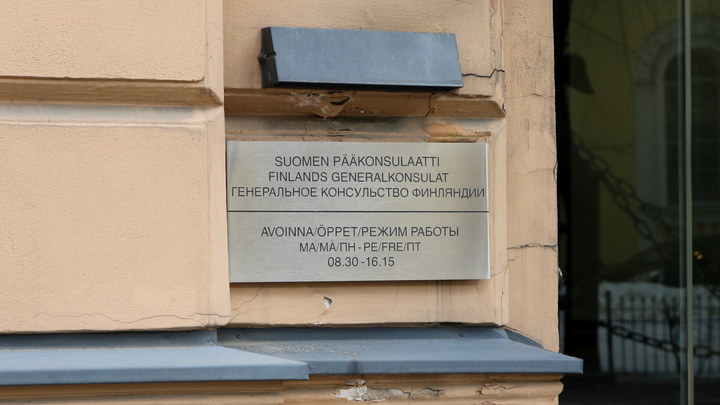 SUOMEN PÄÄKONSULAATTI
FINLANDS GENERALKONSULAT
ГЕНЕРАЛЬНОЕ КОНСУЛЬСТВО ФИНЛЯНДИИ
AVOINNA/ÖPPET/РЕЖИМ РАБОТЫ
MA/MÅ/ПН - PE/FRE/ПТ
08.30 -16.15